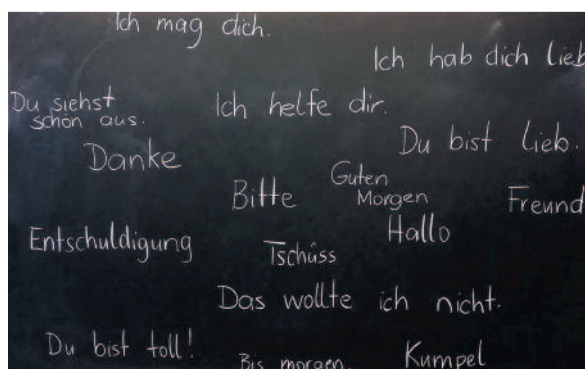 Ich mag dich.
Ich hab dich lieb
Du siehst
schön aus.
Ich helfe dir.
Du bist lieb.
Danke
Bitte
Guten
Morgen
Freund
Entschuldigung
Tschüss
Hallo
Das wollte ich nicht.
Du bist toll!
Bis morgen.
Kumpel